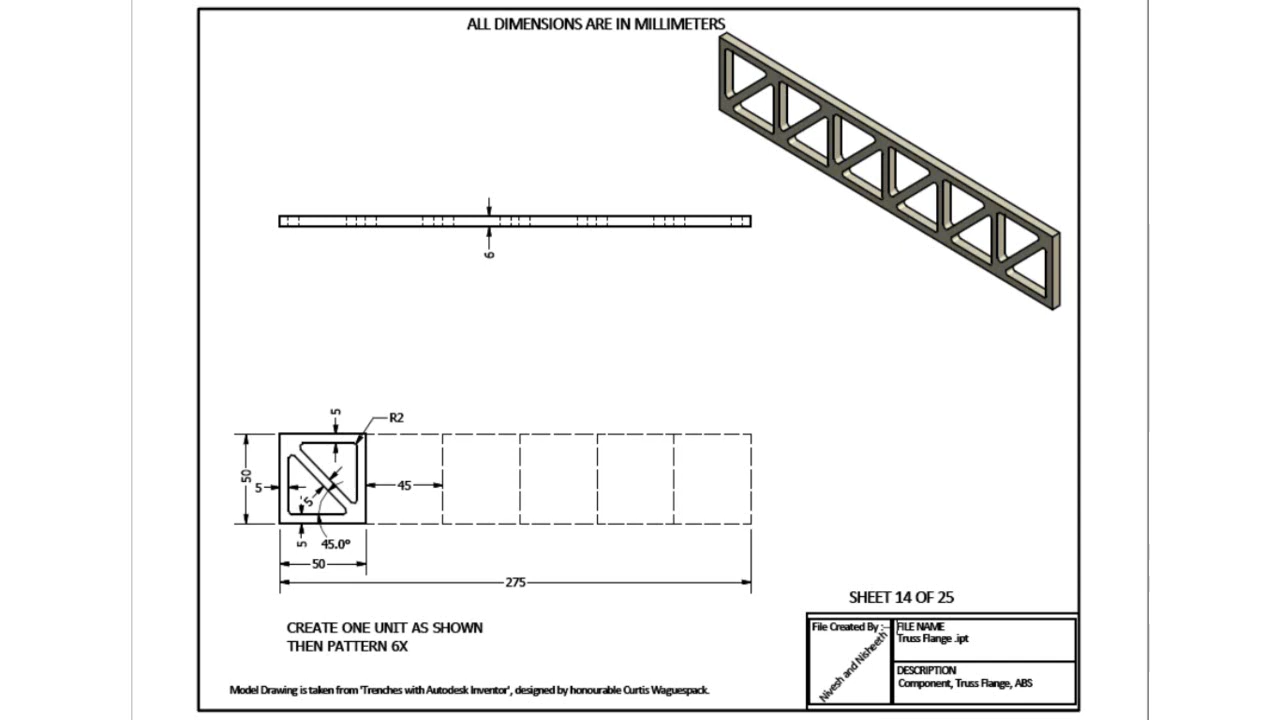 ALL DIMENSIONS ARE IN MILLIMETERS
6
5
R2
50
5
5
45
5
45.0°
50
275
CREATE ONE UNIT AS SHOWN
THEN PATTERN 6X
SHEET 14 OF 25
File Created By :-
Nivesh and Nisheeth
FILE NAME
Truss Flange .ipt
DESCRIPTION
Component, Truss Flange, ABS
Model Drawing is taken from 'Trenches with Autodesk Inventor', designed by honourable Curtis Waguespack.